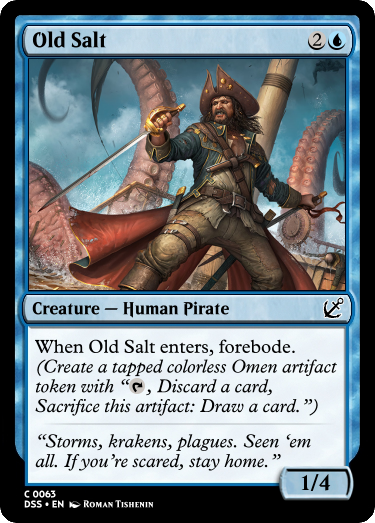 Old Salt 2
Creature — Human Pirate
When Old Salt enters, forebode.
(Create a tapped colorless Omen artifact
token with “, Discard a card,
Sacrifice this artifact: Draw a card.”)
“Storms, krakens, plagues. Seen ‘em
all. If you’re scared, stay home.”
1/4
C 0063
DSS • EN Roman Tishenin